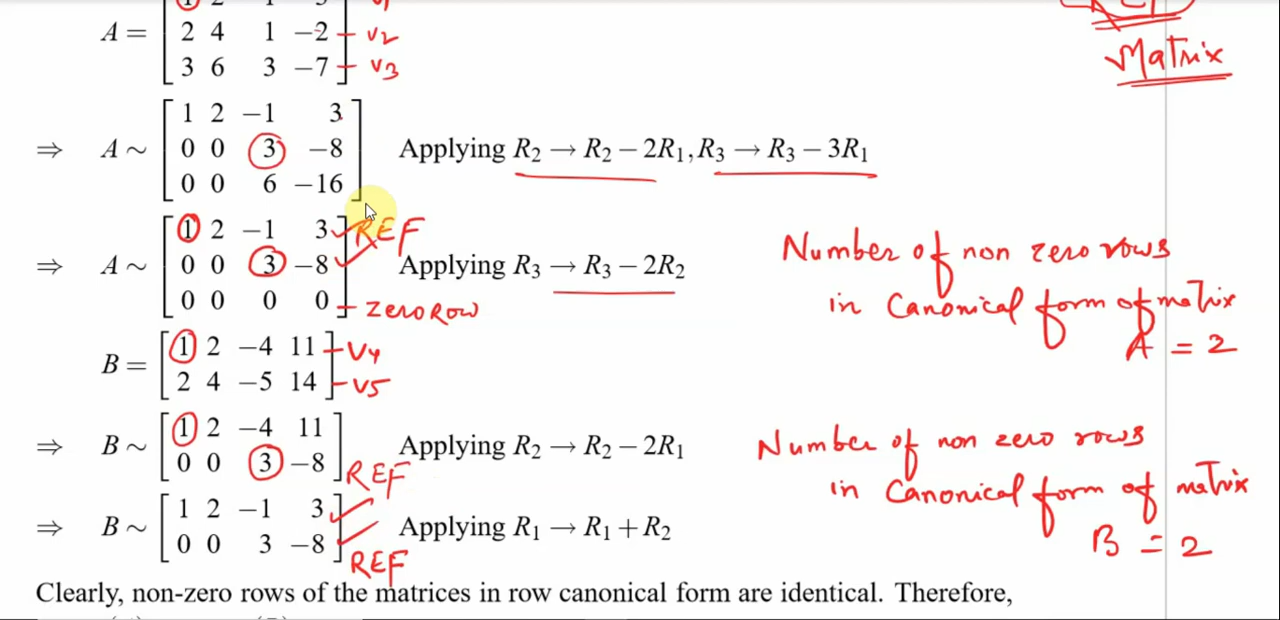 A = 2 4 1 −2 v2
3 6 3 −7 v3
Matrix
1 2 −1 3
⇒ A ∼ 0 0 3 −8 Applying R₂ → R₂ − 2R₁, R₃ → R₃ − 3R₁
0 0 6 −16
1 2 −1 3 REF
⇒ A ∼ 0 0 3 −8 Applying R₃ → R₃ − 2R₂
0 0 0 0 zero Row
Number of non zero rows
in Canonical form of matrix
A = 2
B = 1 2 −4 11 v4
2 4 −5 14 v5
⇒ B ∼ 1 2 −4 11 Applying R₂ → R₂ − 2R₁
0 0 3 −8 REF
Number of non zero rows
in Canonical form of matrix
B = 2
⇒ B ∼ 1 2 −1 3 Applying R₁ → R₁ + R₂
0 0 3 −8 REF
Clearly, non-zero rows of the matrices in row canonical form are identical. Therefore,